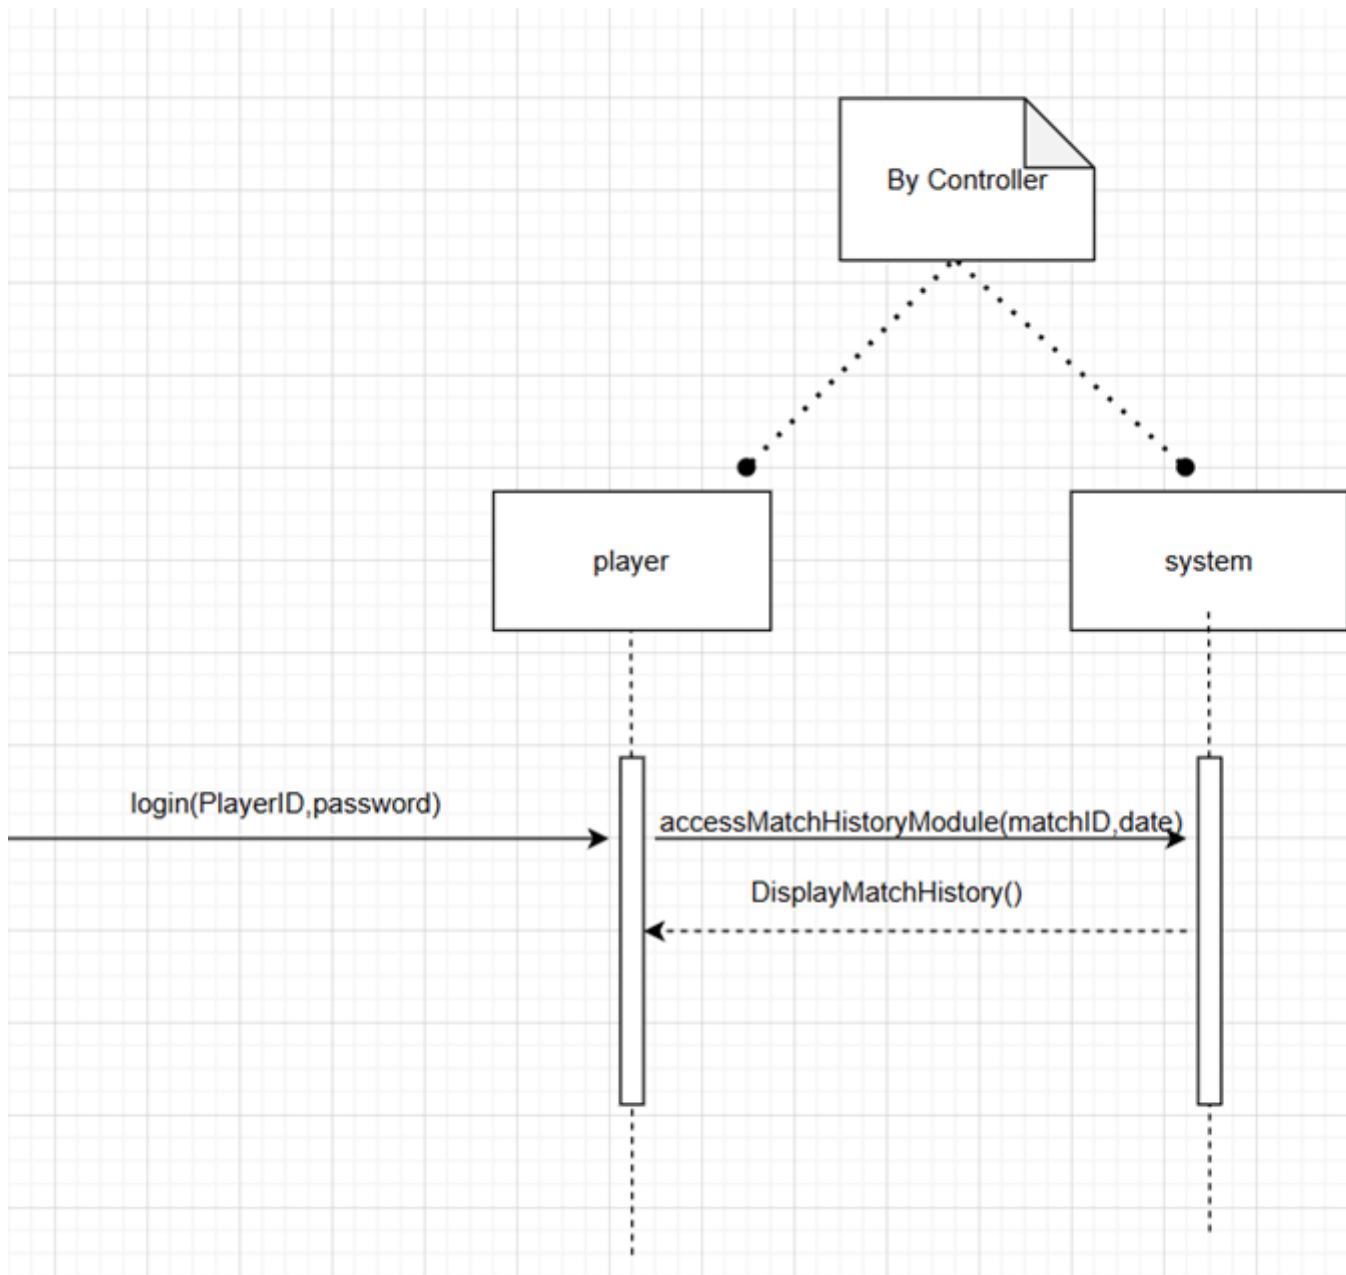 By Controller
player
system
login(PlayerID,password)
accessMatchHistoryModule(matchID,date)
DisplayMatchHistory()